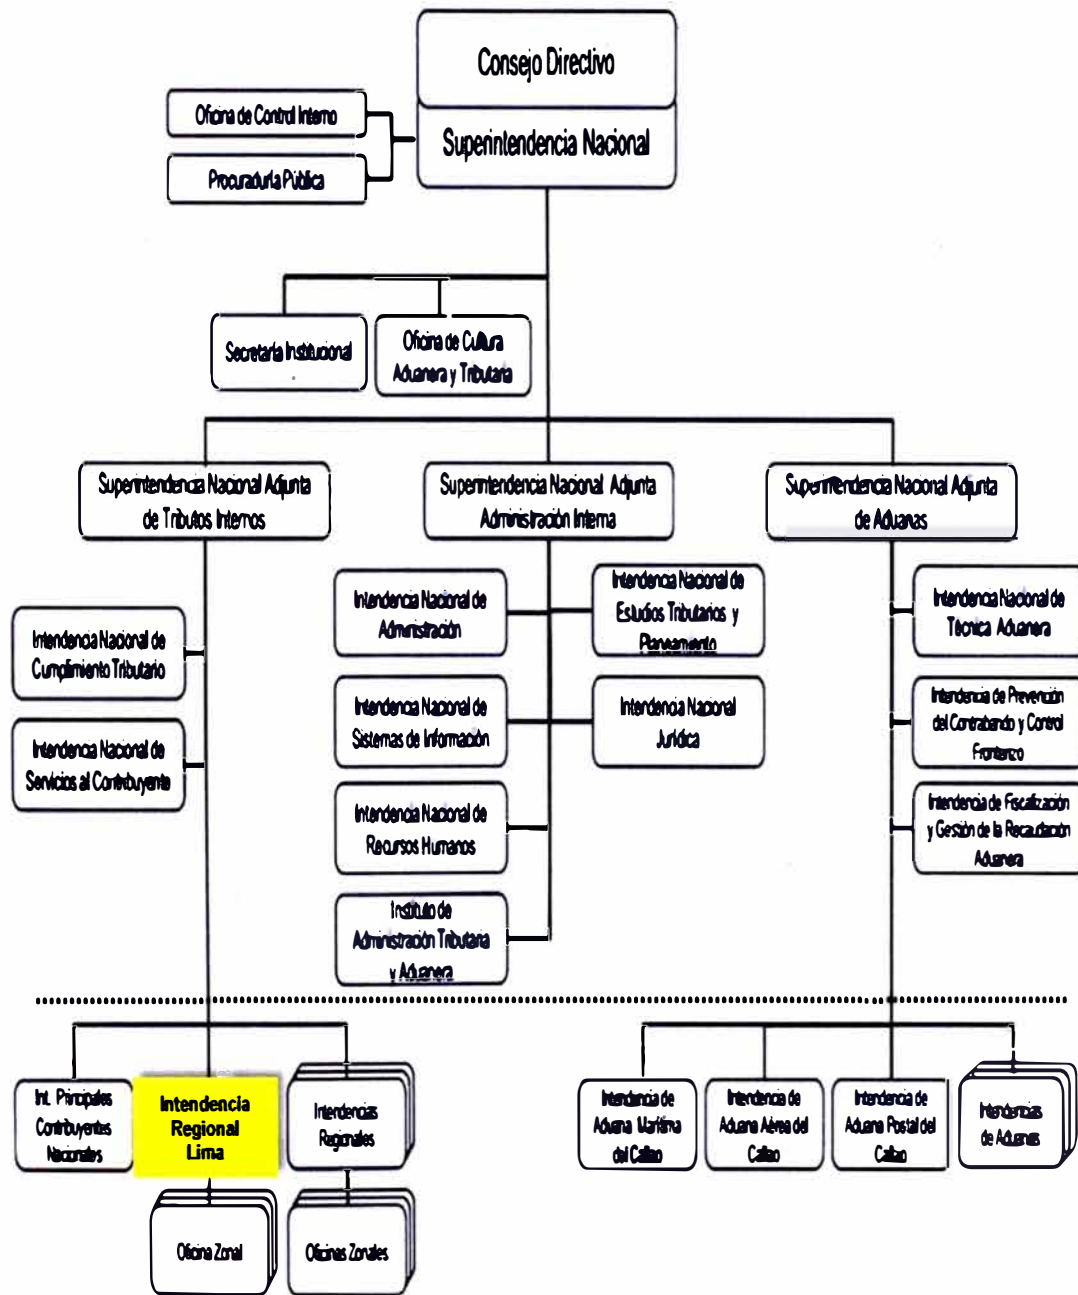 Consejo Directivo
Oficina de Control Interno
Superintendencia Nacional
Procuraduría Pública
Secretaría Institucional
Oficina de Cultura
Aduanera y Tributaria
Superintendencia Nacional Adjunta
de Tributos Internos
Superintendencia Nacional Adjunta
Administración Interna
Superintendencia Nacional Adjunta
de Aduanas
Intendencia Nacional de
Cumplimiento Tributario
Intendencia Nacional de
Servicios al Contribuyente
Intendencia Nacional de
Administración
Intendencia Nacional de
Estudios Tributarios y
Planeamiento
Intendencia Nacional de
Sistemas de Información
Intendencia Nacional
Jurídica
Intendencia Nacional de
Recursos Humanos
Instituto de
Administración Tributaria
y Aduanera
Intendencia Nacional de
Técnica Aduanera
Intendencia de Prevención
del Contrabando y Control
Fronterizo
Intendencia de Fiscalización
y Gestión de la Recaudación
Aduanera
Int. Principales
Contribuyentes
Nacionales
Intendencia
Regional
Lima
Intendencias
Regionales
Oficina Zonal
Oficinas Zonales
Intendencia de
Aduana Marítima
del Callao
Intendencia de
Aduana Aérea del
Callao
Intendencia de
Aduana Postal del
Callao
Intendencias
de Aduanas